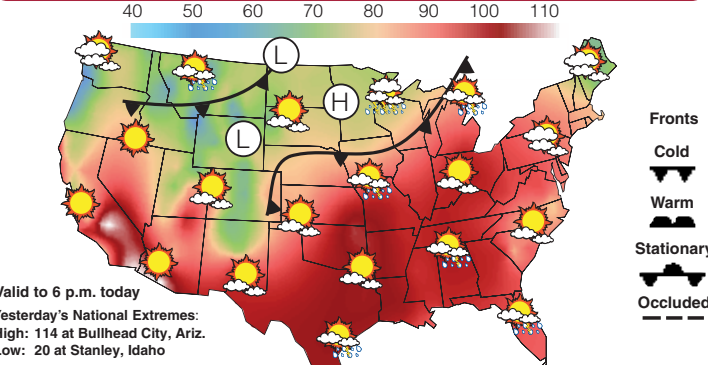 40 50 60 70 80 90 100 110
L
H
L
Fronts
Cold
Warm
Stationary
Occluded
Valid to 6 p.m. today
Yesterday's National Extremes:
High: 114 at Bullhead City, Ariz.
Low: 20 at Stanley, Idaho